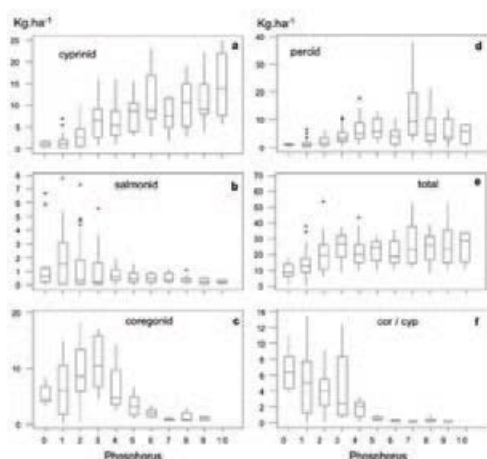 Kg.ha⁻¹ Kg.ha⁻¹
25 a 40 d
cyprinid percid
20
30
15
20
10
5 10
0 0
8 b 70 e
7 salmonid total
6 60
5 50
4 40
3 30
2 20
1 10
0 0
c 14 f
coregonid cor / cyp
12
10 10
8
6
4
2
0 0
0 1 2 3 4 5 6 7 8 9 10 0 1 2 3 4 5 6 7 8 9 10
Phosphorus Phosphorus